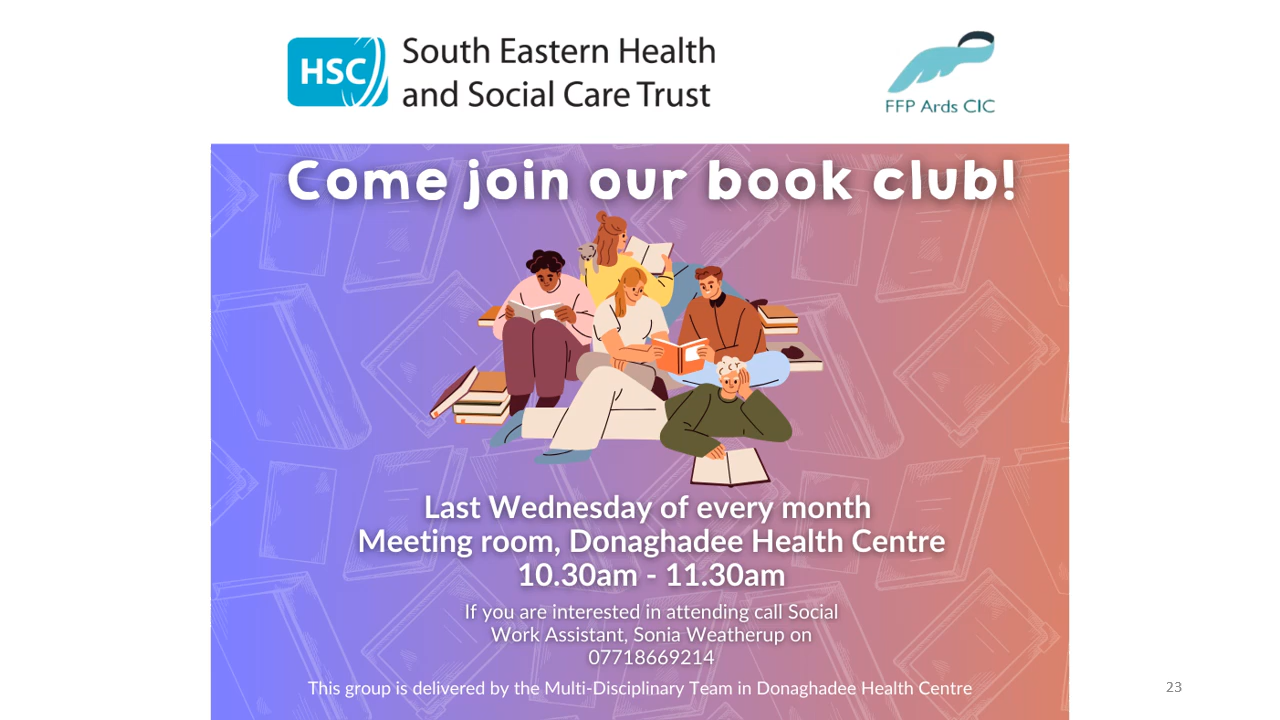 HSC
South Eastern Health
and Social Care Trust
FFP Ards CIC
Come join our book club!
Last Wednesday of every month
Meeting room, Donaghadee Health Centre
10.30am - 11.30am
If you are interested in attending call Social
Work Assistant, Sonia Weatherup on
07718669214
This group is delivered by the Multi-Disciplinary Team in Donaghadee Health Centre
23